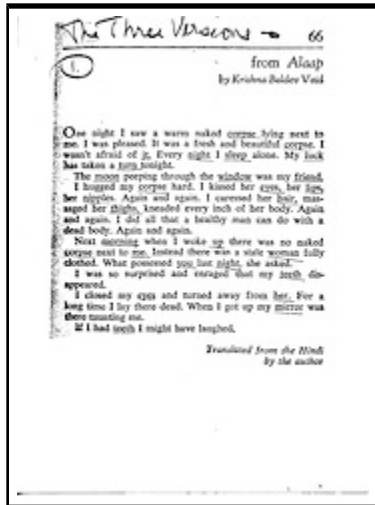 The Three Versions
66
1.
from Alaap
by Krishna Baldev Vaid
One night I saw a warm naked corpse lying next to
me. I was pleased. It was a fresh and beautiful corpse. I
wasn't afraid of it. Every night I sleep alone. My luck
has taken a turn tonight.
The moon peeping through the window was my friend.
I hugged my corpse hard. I kissed her eyes, her lips,
her nipples. Again and again. I caressed her hair, mas-
saged her thighs, kneaded every inch of her body. Again
and again. I did all that a healthy man can do with a
dead body. Again and again.
Next morning when I woke up there was no naked
corpse next to me. Instead there was a stale woman fully
clothed. What possessed you last night, she asked.
I was so surprised and enraged that my teeth dis-
appeared.
I closed my eyes and turned away from her. For a
long time I lay there dead. When I got up my mirror was
there taunting me.
If I had teeth I might have laughed.
Translated from the Hindi
by the author